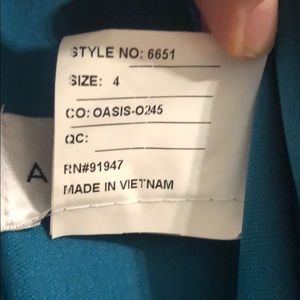 STYLE NO: 6651
SIZE: 4
CO: OASIS-O245
QC:
RN#91947
MADE IN VIETNAM
A